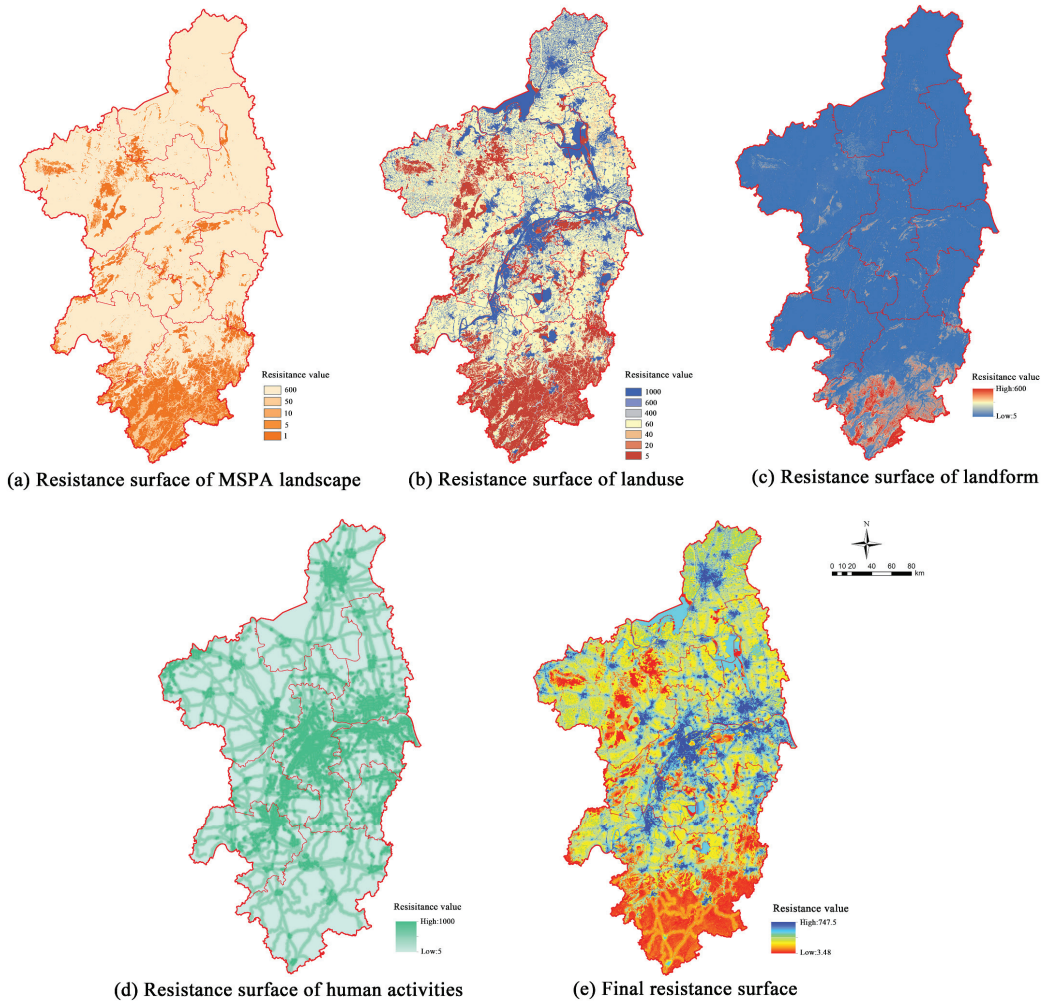 Resisitance value
600
50
10
5
1
(a) Resistance surface of MSPA landscape
Resisitance value
1000
600
400
60
40
20
5
(b) Resistance surface of landuse
Resisitance value
High:600
Low:5
(c) Resistance surface of landform
Resisitance value
High:1000
Low:5
(d) Resistance surface of human activities
N
0 10 20 40 60 80
km
Resisitance value
High:747.5
Low:3.48
(e) Final resistance surface